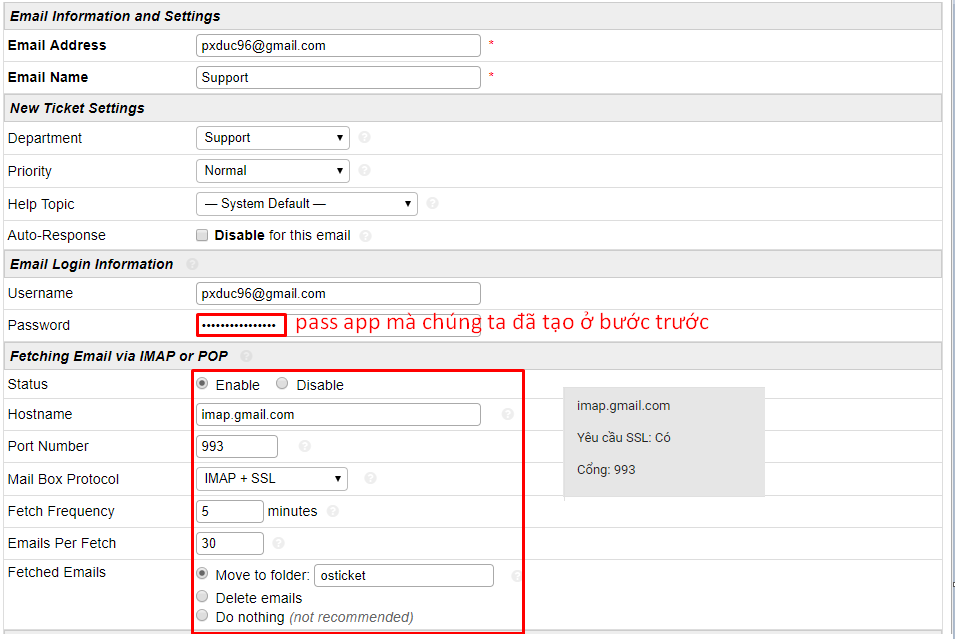 Email Information and Settings
Email Address pxduc96@gmail.com *
Email Name Support *
New Ticket Settings
Department Support
Priority Normal
Help Topic — System Default —
Auto-Response Disable for this email
Email Login Information
Username pxduc96@gmail.com
Password •••••••••••••••• pass app mà chúng ta đã tạo ở bước trước
Fetching Email via IMAP or POP
Status Enable Disable
Hostname imap.gmail.com
imap.gmail.com
Yêu cầu SSL: Có
Cổng: 993
Port Number 993
Mail Box Protocol IMAP + SSL
Fetch Frequency 5 minutes
Emails Per Fetch 30
Fetched Emails Move to folder: osticket
Delete emails
Do nothing (not recommended)